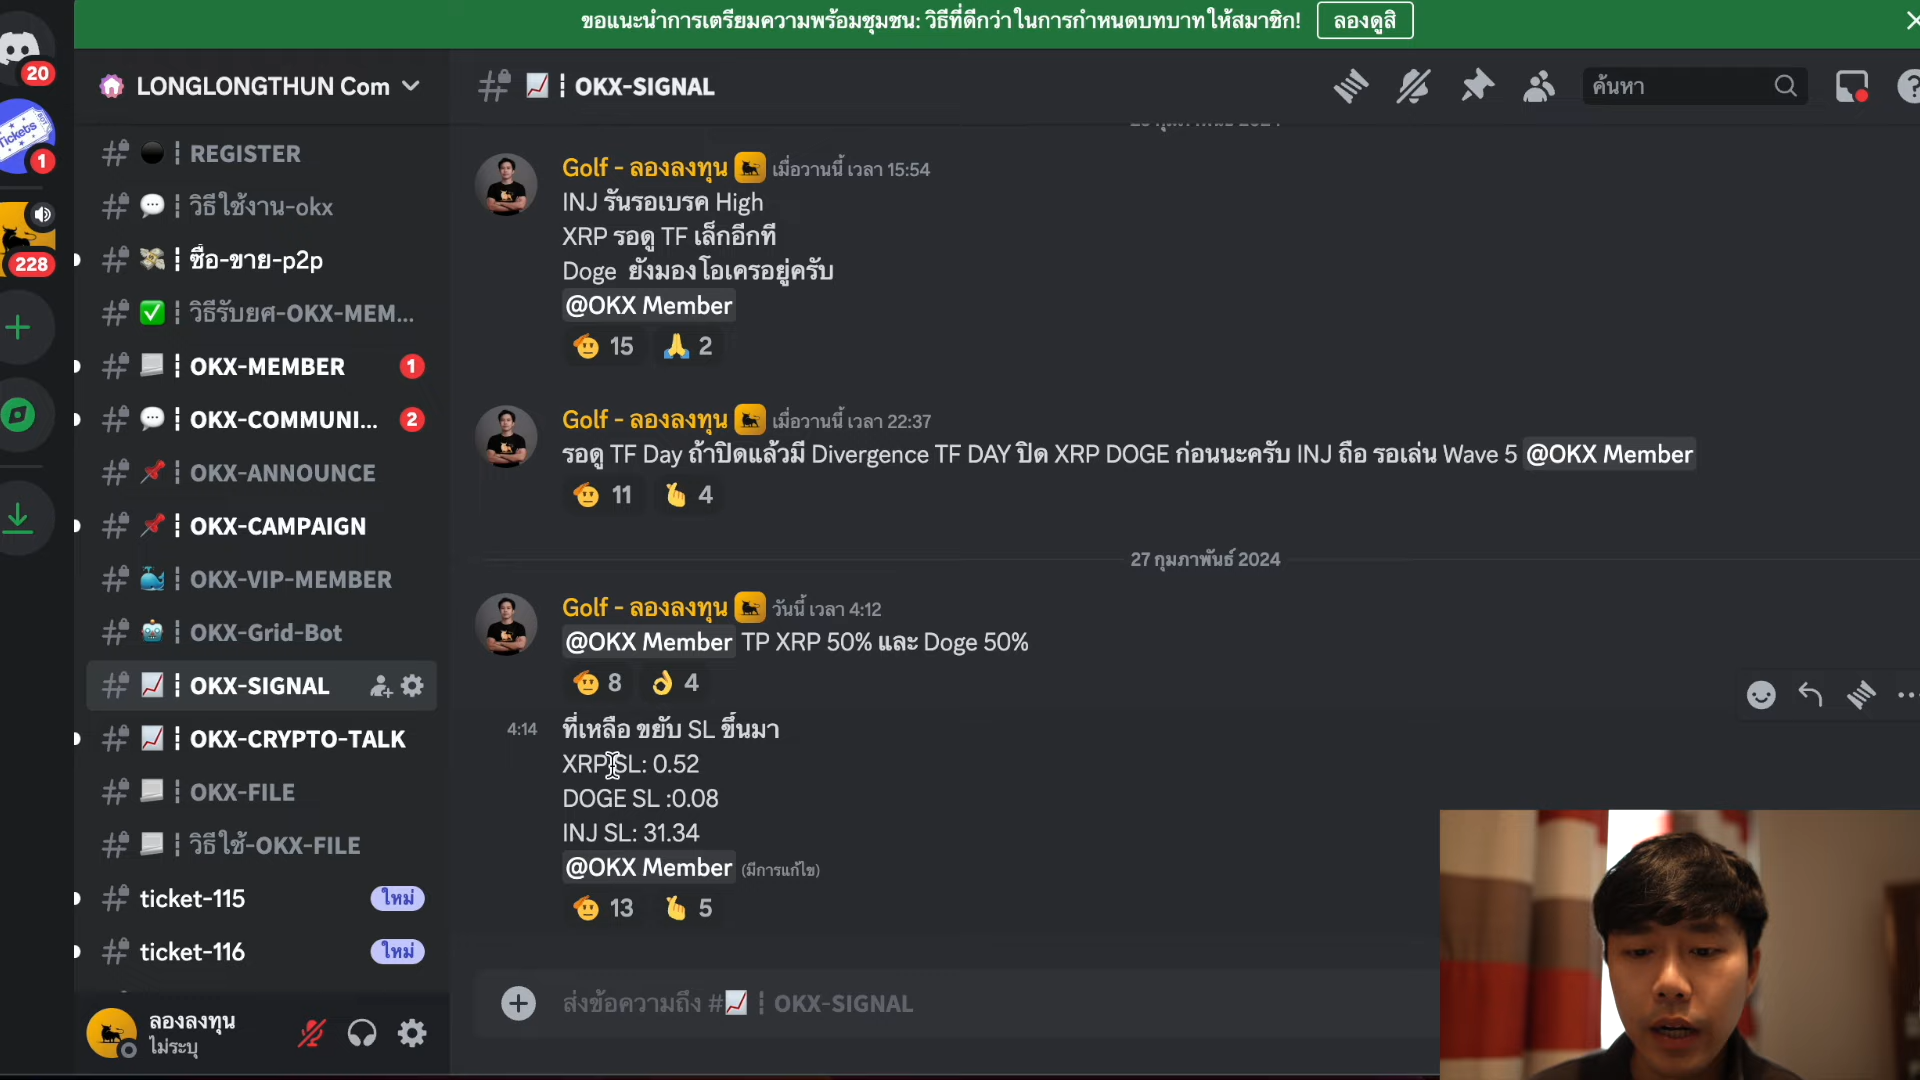 ขอแนะนำการเตรียมความพร้อมชุมชน: วิธีที่ดีกว่าในการกำหนดบทบาทให้สมาชิก! ลองดูสิ
20
Tickets
1
228
LONGLONGTHUN Com
REGISTER
วิธีใช้งาน-okx
ซื้อ-ขาย-p2p
วิธีรับยศ-OKX-MEM...
OKX-MEMBER 1
OKX-COMMUNI... 2
OKX-ANNOUNCE
OKX-CAMPAIGN
OKX-VIP-MEMBER
OKX-Grid-Bot
OKX-SIGNAL
OKX-CRYPTO-TALK
OKX-FILE
วิธีใช้-OKX-FILE
ticket-115 ใหม่
ticket-116 ใหม่
ลองลงทุน
ไม่ระบุ
OKX-SIGNAL
ค้นหา
Golf - ลองลงทุน เมื่อวานนี้ เวลา 15:54
INJ รันรอเบรค High
XRP รอดู TF เล็กอีกที
Doge ยังมองโอเครอยู่ครับ
@OKX Member
15 2
Golf - ลองลงทุน เมื่อวานนี้ เวลา 22:37
รอดู TF Day ถ้าปิดแล้วมี Divergence TF DAY ปิด XRP DOGE ก่อนนะครับ INJ ถือ รอเล่น Wave 5 @OKX Member
11 4
27 กุมภาพันธ์ 2024
Golf - ลองลงทุน วันนี้ เวลา 4:12
@OKX Member TP XRP 50% และ Doge 50%
8 4
4:14 ที่เหลือ ขยับ SL ขึ้นมา
XRP SL: 0.52
DOGE SL :0.08
INJ SL: 31.34
@OKX Member (มีการแก้ไข)
13 5
ส่งข้อความถึง # OKX-SIGNAL